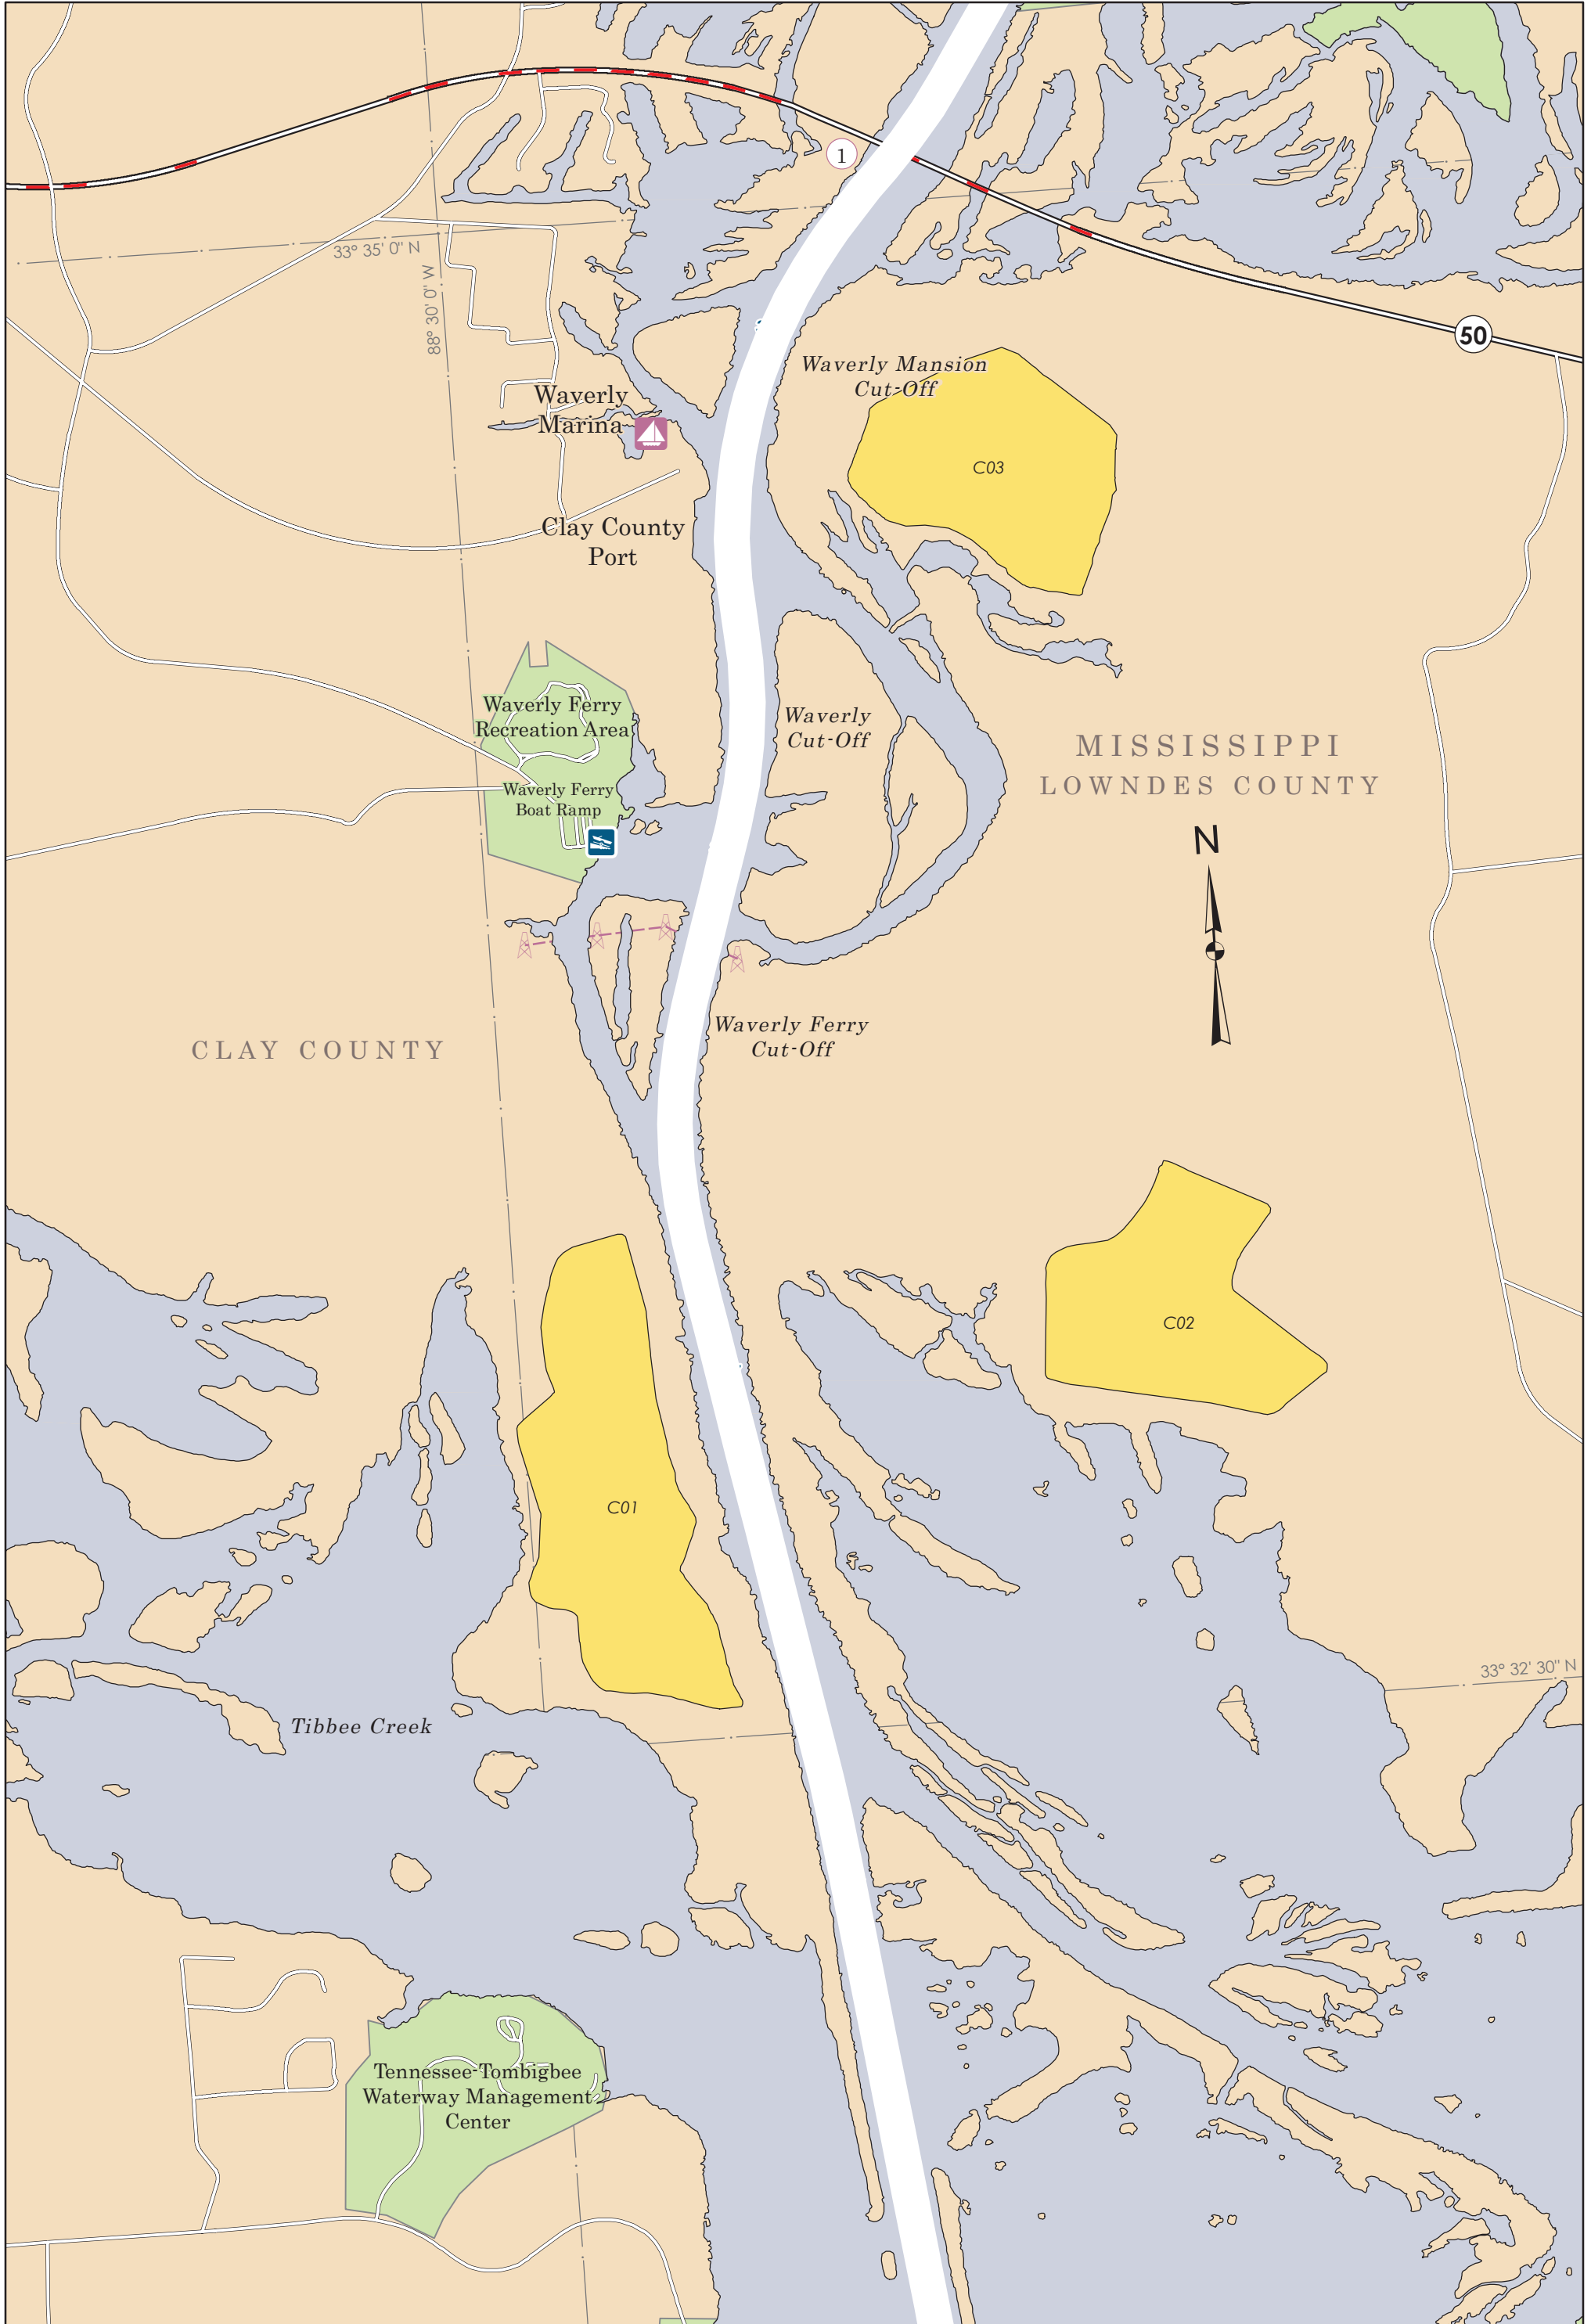 1
33° 35' 0" N
88° 30' 0" W
50
Waverly Mansion
Cut-Off
Waverly
Marina
C03
Clay County
Port
Waverly Ferry
Recreation Area
Waverly
Cut-Off
MISSISSIPPI
LOWNDES COUNTY
Waverly Ferry
Boat Ramp
N
Waverly Ferry
Cut-Off
CLAY COUNTY
C02
C01
33° 32' 30" N
Tibbee Creek
Tennessee-Tombigbee
Waterway Management
Center